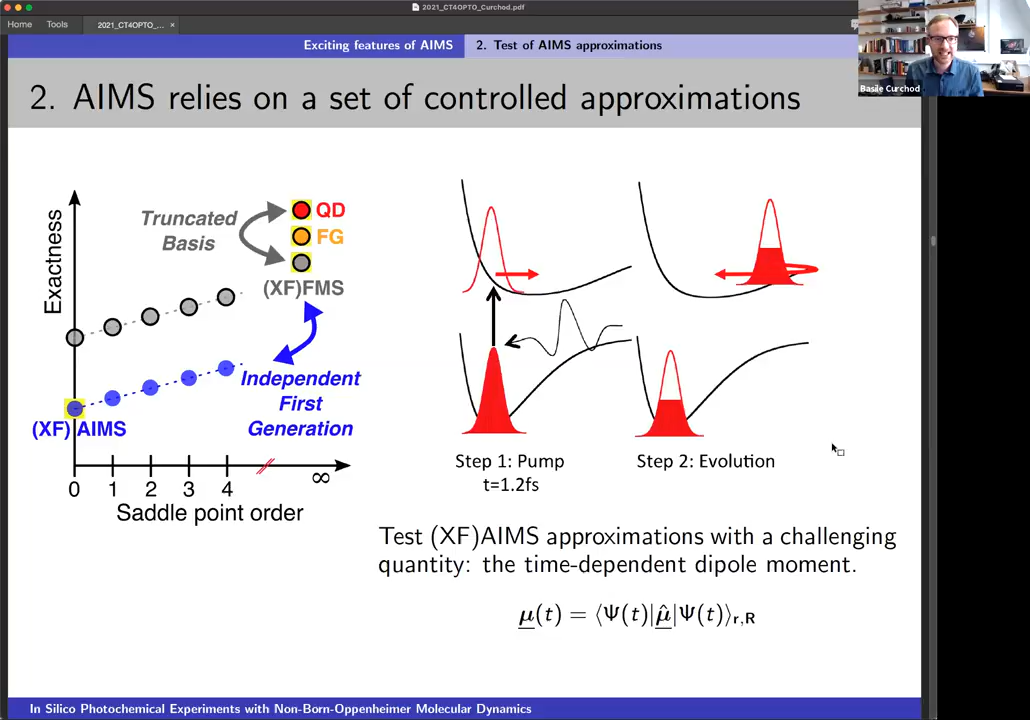 2021_CT4OPTO_Curchod.pdf
Home
Tools
2021_CT4OPTO_...
×
Exciting features of AIMS
2. Test of AIMS approximations
Basile Curchod
2. AIMS relies on a set of controlled approximations
Exactness
Truncated
Basis
QD
FG
(XF)FMS
Independent
First
Generation
(XF) AIMS
0 1 2 3 4 ∞
Saddle point order
Step 1: Pump
t=1.2fs
Step 2: Evolution
Test (XF)AIMS approximations with a challenging
quantity: the time-dependent dipole moment.
μ(t) = ⟨Ψ(t)|μ̂|Ψ(t)⟩r,R
In Silico Photochemical Experiments with Non-Born-Oppenheimer Molecular Dynamics